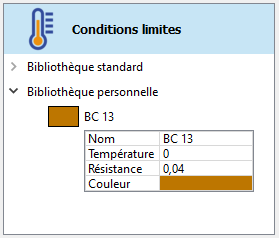 Conditions limites
Bibliothèque standard
Bibliothèque personnelle
BC 13
Nom BC 13
Température 0
Résistance 0,04
Couleur